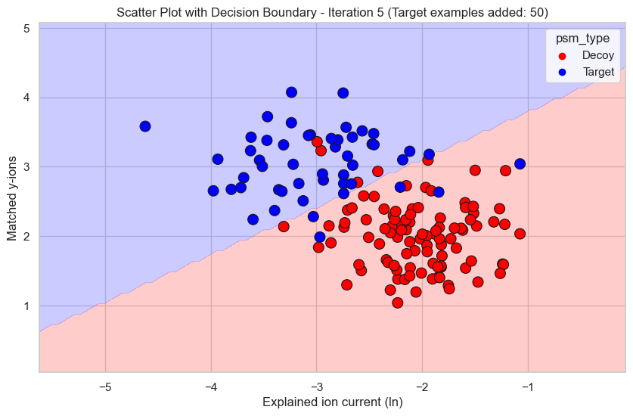 Scatter Plot with Decision Boundary - Iteration 5 (Target examples added: 50)
psm_type
Decoy
Target
5
4
3
2
1
Matched y-ions
−5
−4
−3
−2
−1
Explained ion current (ln)